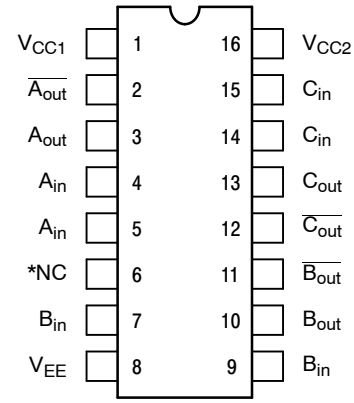 VCC1 1 16 VCC2
Aout 2 15 Cin
Aout 3 14 Cin
Ain 4 13 Cout
Ain 5 12 Cout
*NC 6 11 Bout
Bin 7 10 Bout
VEE 8 9 Bin